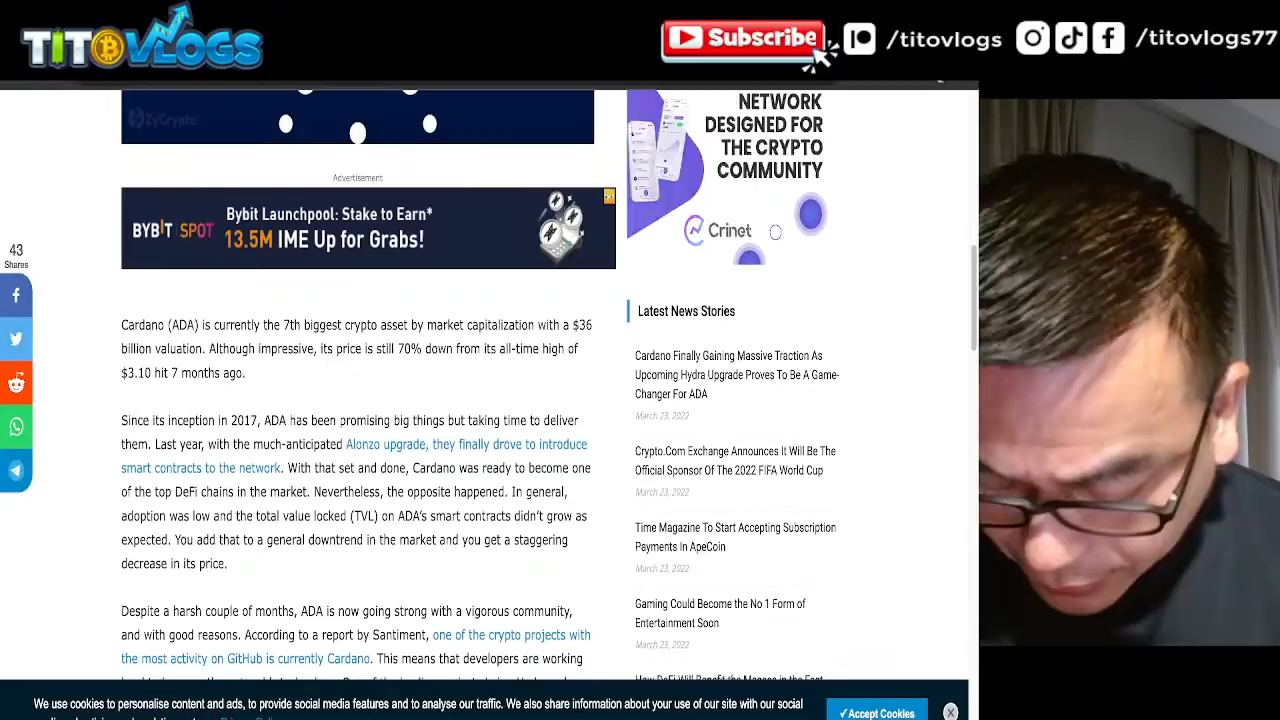 TITOVLOGS
Subscribe
/titovlogs
/titovlogs77
ZyCrypto
NETWORK
DESIGNED FOR
THE CRYPTO
COMMUNITY
Crinet
Advertisement
BYBIT SPOT
Bybit Launchpool: Stake to Earn*
13.5M IME Up for Grabs!
43
Shares
Cardano (ADA) is currently the 7th biggest crypto asset by market capitalization with a $36
billion valuation. Although impressive, its price is still 70% down from its all-time high of
$3.10 hit 7 months ago.
Since its inception in 2017, ADA has been promising big things but taking time to deliver
them. Last year, with the much-anticipated Alonzo upgrade, they finally drove to introduce
smart contracts to the network. With that set and done, Cardano was ready to become one
of the top DeFi chains in the market. Nevertheless, the opposite happened. In general,
adoption was low and the total value locked (TVL) on ADA's smart contracts didn't grow as
expected. You add that to a general downtrend in the market and you get a staggering
decrease in its price.
Despite a harsh couple of months, ADA is now going strong with a vigorous community,
and with good reasons. According to a report by Santiment, one of the crypto projects with
the most activity on GitHub is currently Cardano. This means that developers are working
Latest News Stories
Cardano Finally Gaining Massive Traction As
Upcoming Hydra Upgrade Proves To Be A Game-
Changer For ADA
March 23, 2022
Crypto.Com Exchange Announces It Will Be The
Official Sponsor Of The 2022 FIFA World Cup
March 23, 2022
Time Magazine To Start Accepting Subscription
Payments In ApeCoin
March 23, 2022
Gaming Could Become the No 1 Form of
Entertainment Soon
March 23, 2022
How DeFi Will Benefit the Masses in the East
We use cookies to personalise content and ads, to provide social media features and to analyse our traffic. We also share information about your use of our site with our social
✓Accept Cookies
X